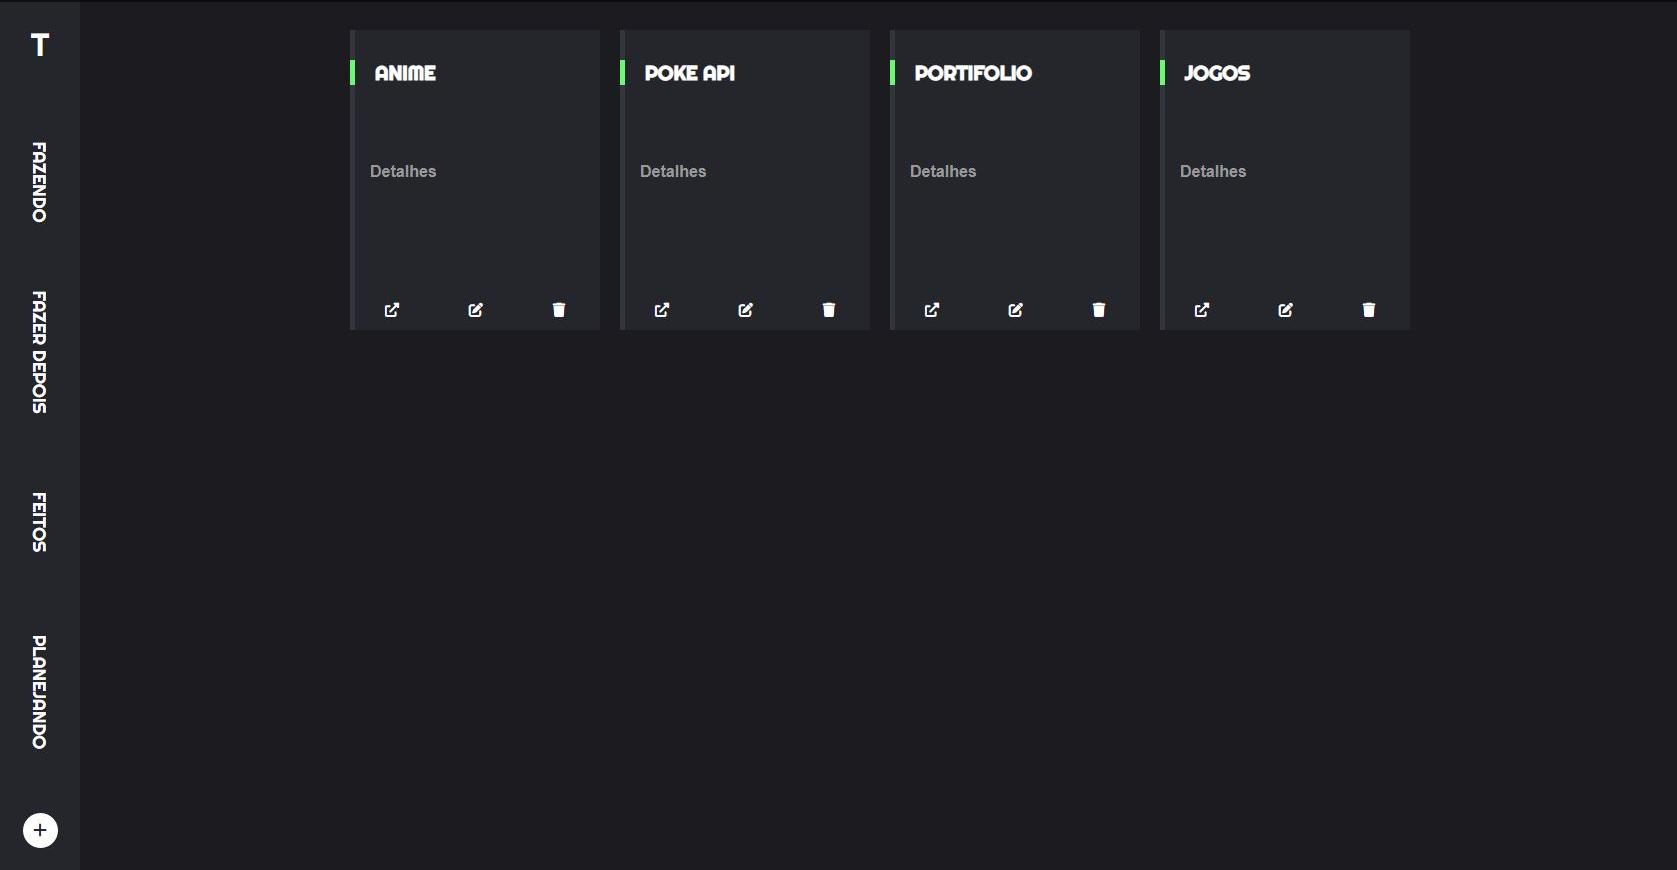 T
FAZENDO
FAZER DEPOIS
FEITOS
PLANEJANDO
+
ANIME
Detalhes
POKE API
Detalhes
PORTIFOLIO
Detalhes
JOGOS
Detalhes